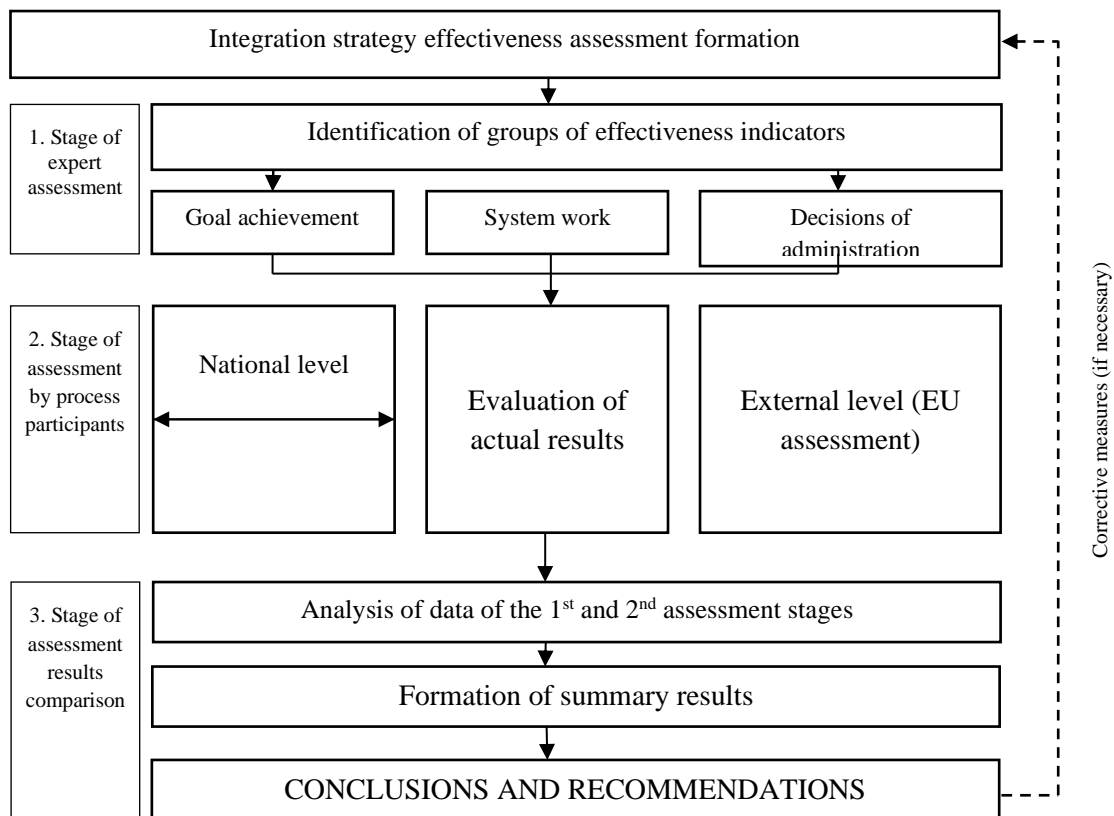 Integration strategy effectiveness assessment formation
1. Stage of
expert
assessment
Identification of groups of effectiveness indicators
Goal achievement
System work
Decisions of
administration
2. Stage of
assessment
by process
participants
National level
Evaluation of
actual results
External level (EU
assessment)
Corrective measures (if necessary)
3. Stage of
assessment
results
comparison
Analysis of data of the 1st and 2nd assessment stages
Formation of summary results
CONCLUSIONS AND RECOMMENDATIONS